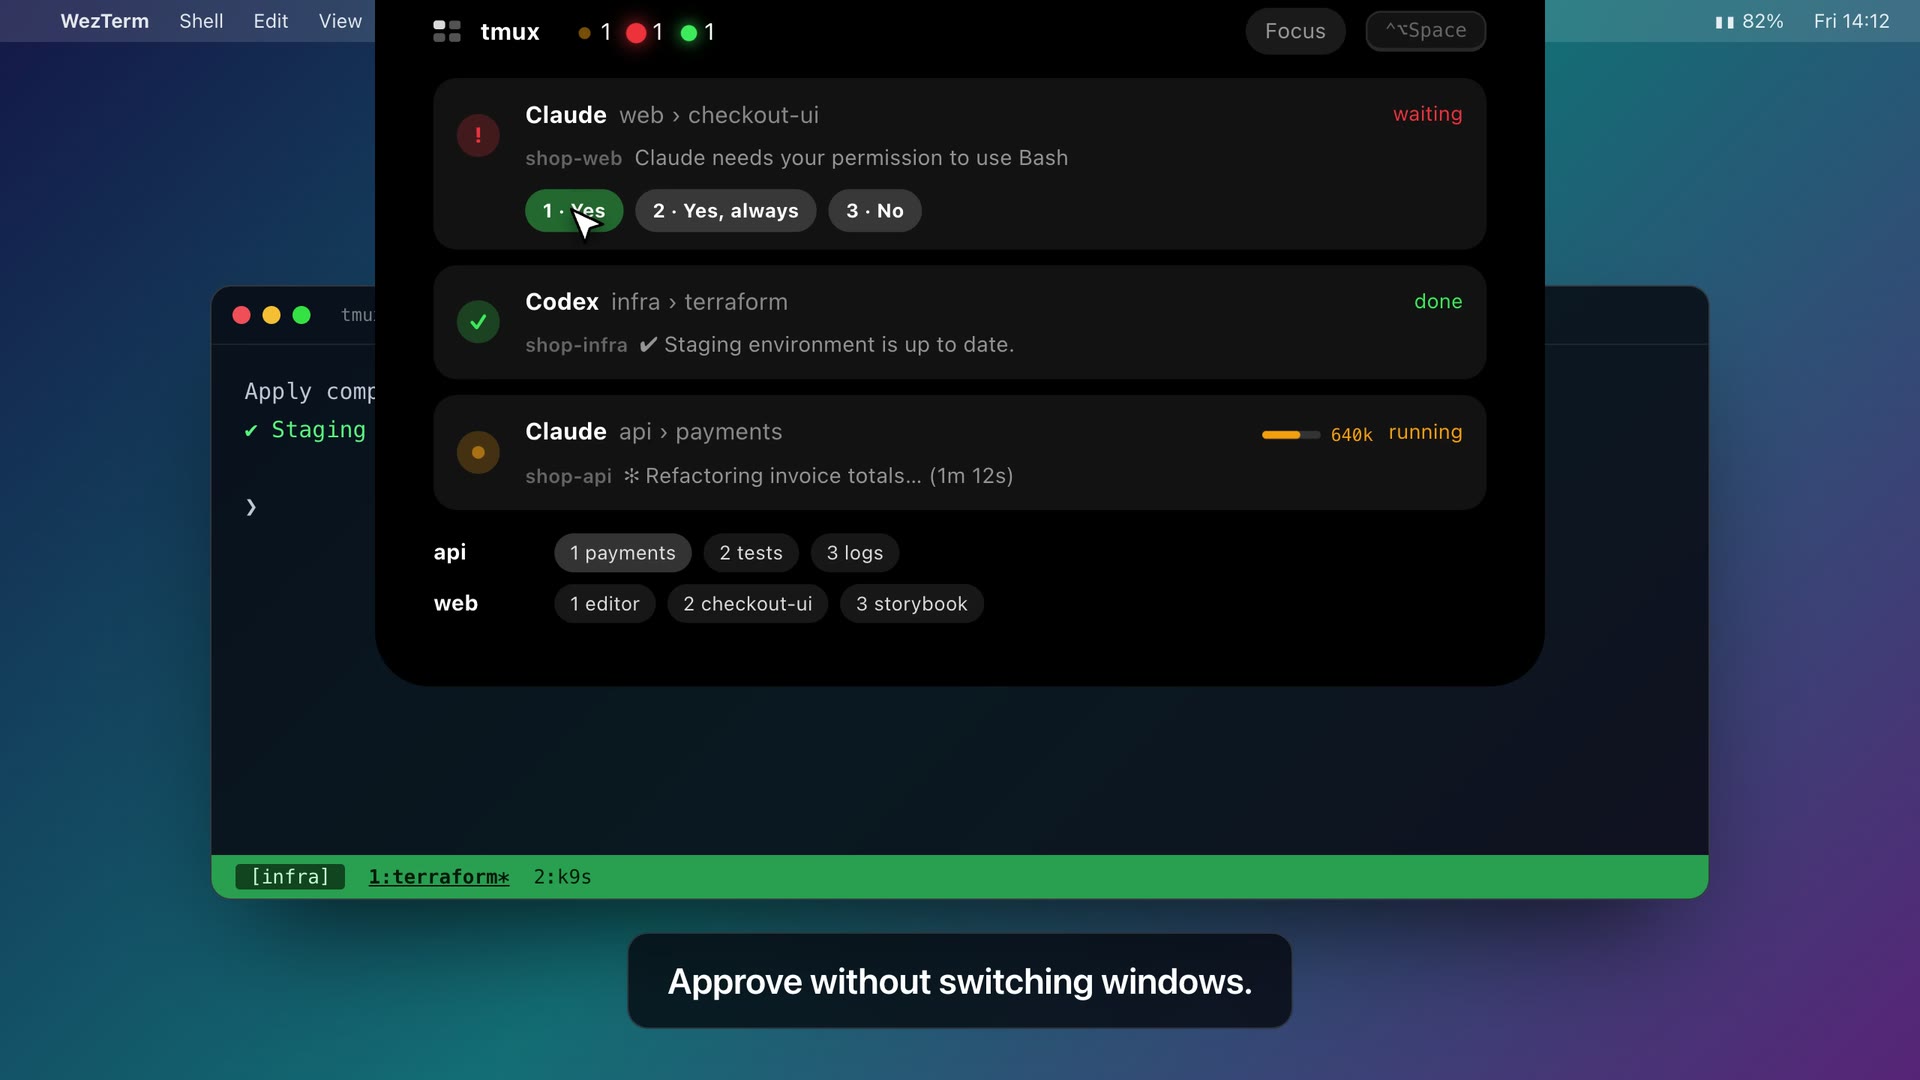 WezTerm Shell Edit View 82% Fri 14:12
tmux 1 1 1 Focus ^⌥Space
Claude web › checkout-ui waiting
!
shop-web Claude needs your permission to use Bash
1 · Yes 2 · Yes, always 3 · No
Codex infra › terraform done
shop-infra ✔ Staging environment is up to date.
Claude api › payments 640k running
shop-api ✻ Refactoring invoice totals… (1m 12s)
api 1 payments 2 tests 3 logs
web 1 editor 2 checkout-ui 3 storybook
Apply comp
✔ Staging
❯
[infra] 1:terraform* 2:k9s
Approve without switching windows.